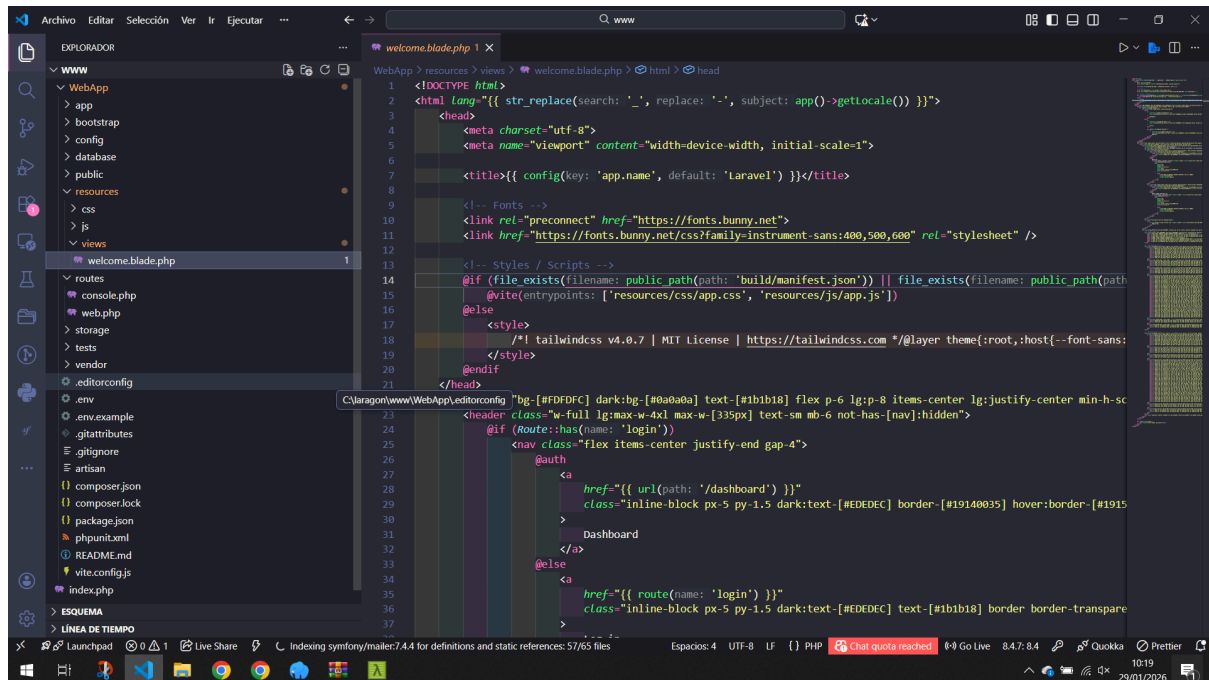 Archivo Editar Selección Ver Ir Ejecutar ··· www
EXPLORADOR ···
WWW
WebApp
app
bootstrap
config
database
public
resources
css
js
views
welcome.blade.php 1
routes
console.php
web.php
storage
tests
vendor
.editorconfig
.env
.env.example
.gitattributes
.gitignore
artisan
composer.json
composer.lock
package.json
phpunit.xml
README.md
vite.config.js
index.php
ESQUEMA
LÍNEA DE TIEMPO
C:\laragon\www\WebApp\.editorconfig
welcome.blade.php 1
WebApp > resources > views > welcome.blade.php > html > head
1 <!DOCTYPE html>
2 <html lang="{{ str_replace(search: '_', replace: '-', subject: app()->getLocale()) }}">
3 <head>
4 <meta charset="utf-8">
5 <meta name="viewport" content="width=device-width, initial-scale=1">
6
7 <title>{{ config(key: 'app.name', default: 'Laravel') }}</title>
8
9 <!-- Fonts -->
10 <link rel="preconnect" href="https://fonts.bunny.net">
11 <link href="https://fonts.bunny.net/css?family=instrument-sans:400,500,600" rel="stylesheet" />
12
13 <!-- Styles / Scripts -->
14 @if (file_exists(filename: public_path(path: 'build/manifest.json')) || file_exists(filename: public_path(path
15 @vite(entrypoints: ['resources/css/app.css', 'resources/js/app.js'])
16 @else
17 <style>
18 /*! tailwindcss v4.0.7 | MIT License | https://tailwindcss.com */@layer theme{:root,:host{--font-sans:
19 </style>
20 @endif
21 </head>
"bg-[#FDFDFC] dark:bg-[#0a0a0a] text-[#1b1b18] flex p-6 lg:p-8 items-center lg:justify-center min-h-sc
23 <header class="w-full lg:max-w-4xl max-w-[335px] text-sm mb-6 not-has-[nav]:hidden">
24 @if (Route::has(name: 'login'))
25 <nav class="flex items-center justify-end gap-4">
26 @auth
27 <a
28 href="{{ url(path: '/dashboard') }}"
29 class="inline-block px-5 py-1.5 dark:text-[#EDEDEC] border-[#19140035] hover:border-[#1915
30 >
31 Dashboard
32 </a>
33 @else
34 <a
35 href="{{ route(name: 'login') }}"
36 class="inline-block px-5 py-1.5 dark:text-[#EDEDEC] text-[#1b1b18] border border-transpare
37 >
Launchpad 0 1 Live Share Indexing symfony/mailer:7.4.4 for definitions and static references: 57/65 files Espacios: 4 UTF-8 LF {} PHP Chat quota reached Go Live 8.4.7: 8.4 Quokka Prettier
10:19
29/01/2026